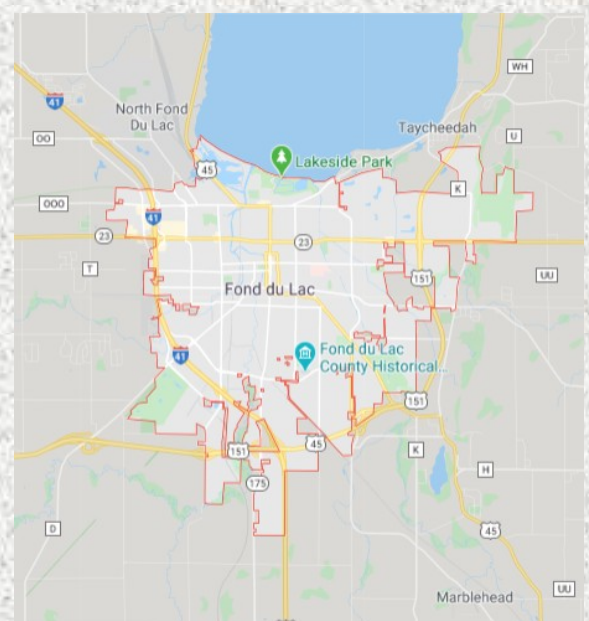 WH
41
North Fond
Du Lac
Taycheedah
OO
U
45
Lakeside Park
K
OOO
41
23
23
T
151
UU
Fond du Lac
41
Fond du Lac
County Historical...
151
45
151
K
175
H
D
45
UU
Marblehead